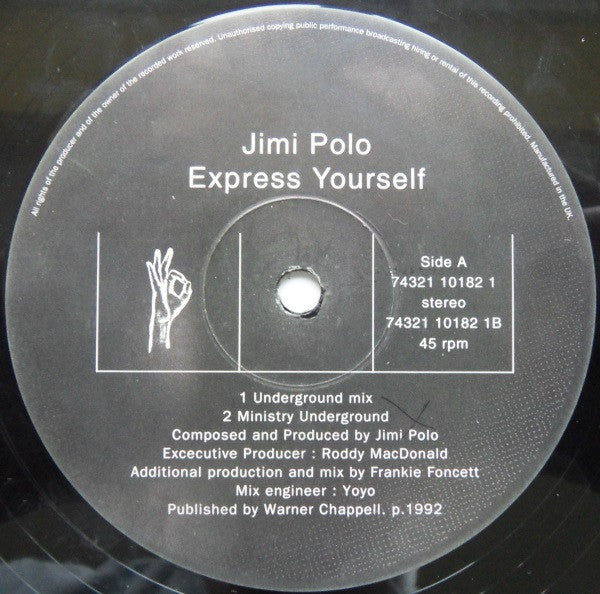 All rights of the producer and of the owner of the recorded work reserved. Unauthorised copying public performance broadcasting hiring or rental of this recording prohibited. Manufactured in the UK.
Jimi Polo
Express Yourself
Side A
74321 10182 1
stereo
74321 10182 1B
45 rpm
1 Underground mix
2 Ministry Underground
Composed and Produced by Jimi Polo
Excecutive Producer : Roddy MacDonald
Additional production and mix by Frankie Foncett
Mix engineer : Yoyo
Published by Warner Chappell. p.1992